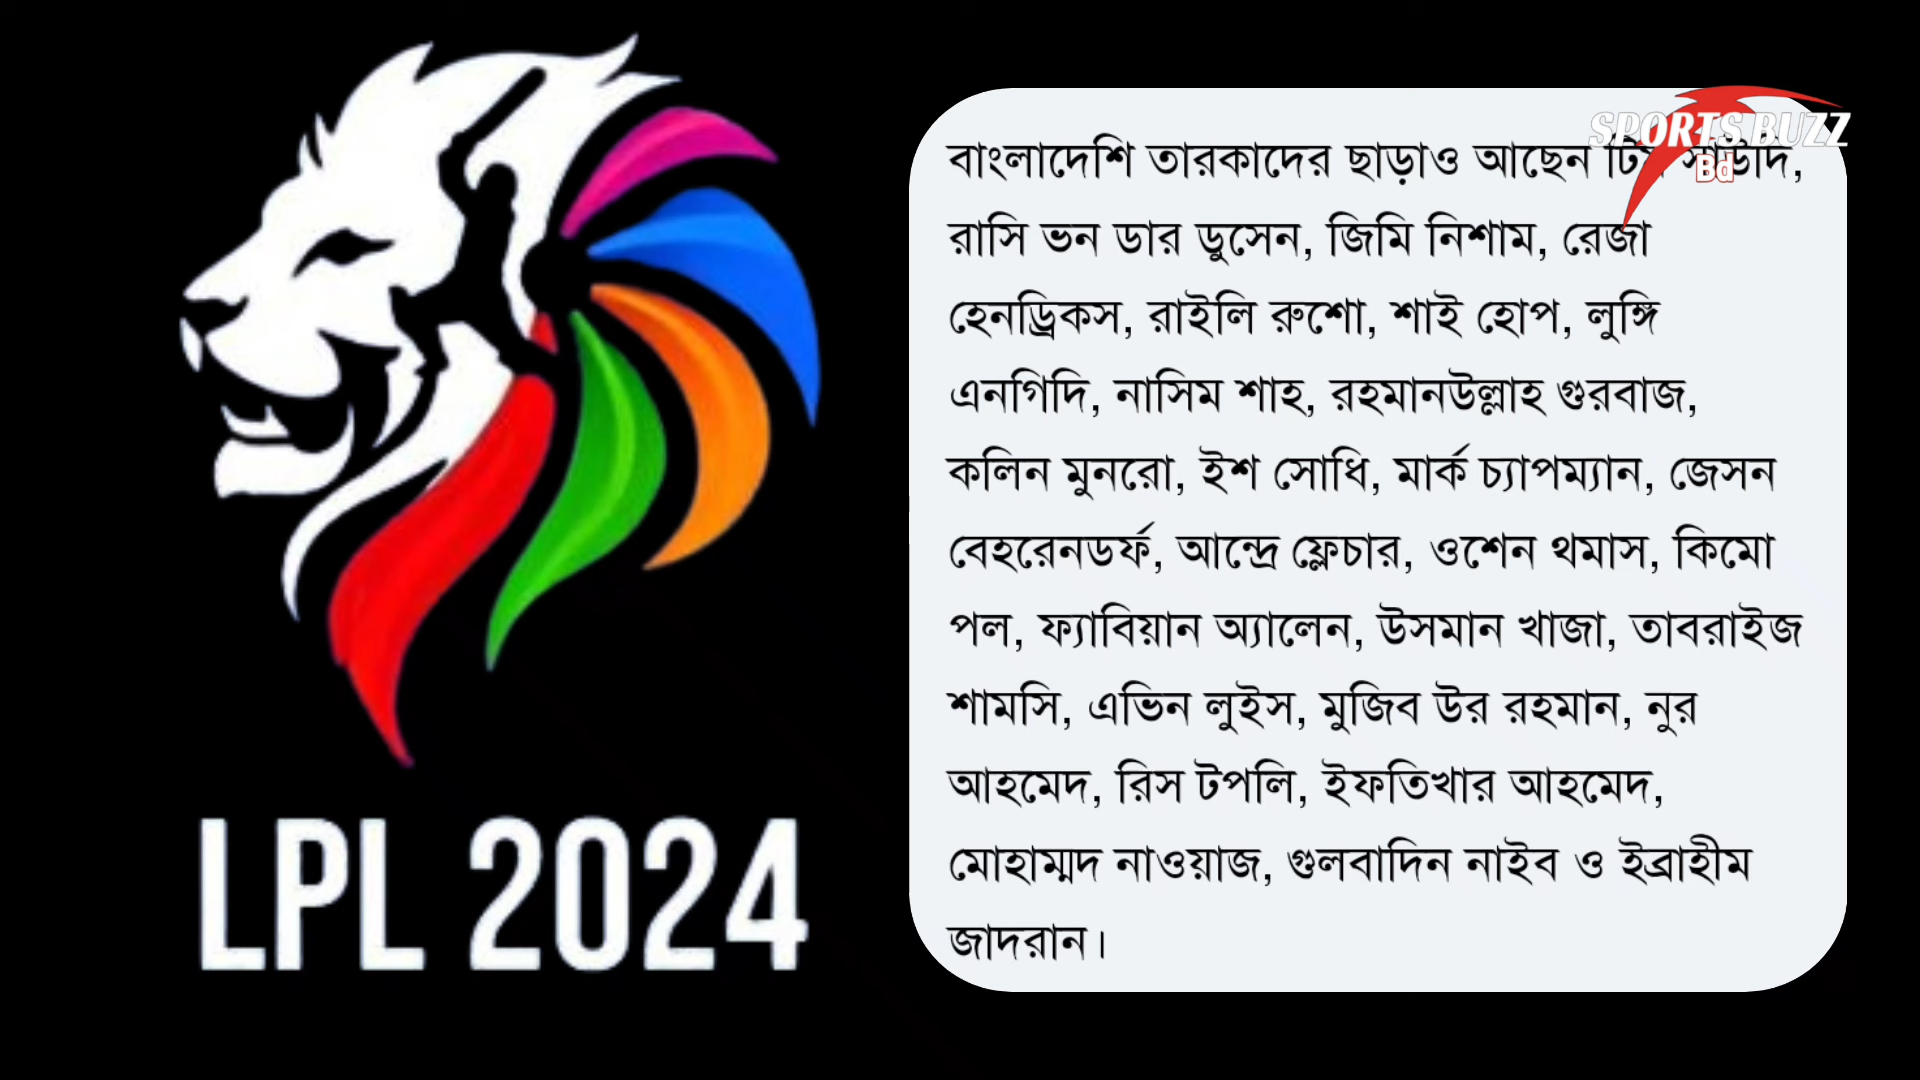 SPORTS BUZZ
Bd
বাংলাদেশি তারকাদের ছাড়াও আছেন
রাসি ভন ডার ডুসেন, জিমি নিশাম, রেজা
হেনড্রিকস, রাইলি রুশো, শাই হোপ, লুঙ্গি
এনগিদি, নাসিম শাহ, রহমানউল্লাহ গুরবাজ,
কলিন মুনরো, ইশ সোধি, মার্ক চ্যাপম্যান, জেসন
বেহরেনডর্ফ, আন্দ্রে ফ্লেচার, ওশেন থমাস, কিমো
পল, ফ্যাবিয়ান অ্যালেন, উসমান খাজা, তাবরাইজ
শামসি, এভিন লুইস, মুজিব উর রহমান, নুর
আহমেদ, রিস টপলি, ইফতিখার আহমেদ,
মোহাম্মদ নাওয়াজ, গুলবাদিন নাইব ও ইব্রাহীম
জাদরান।
LPL 2024